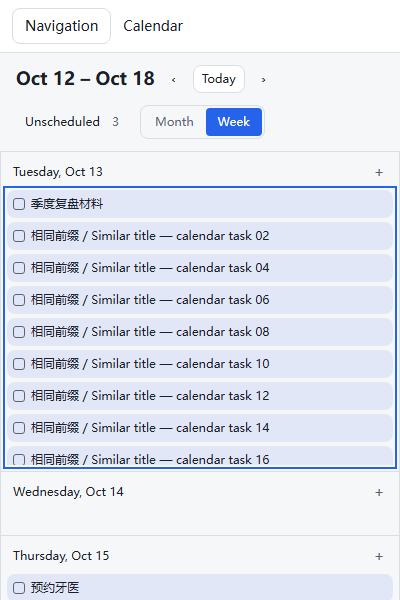 Navigation Calendar
Oct 12 – Oct 18 ‹ Today ›
Unscheduled 3 Month Week
Tuesday, Oct 13 +
季度复盘材料
相同前缀 / Similar title — calendar task 02
相同前缀 / Similar title — calendar task 04
相同前缀 / Similar title — calendar task 06
相同前缀 / Similar title — calendar task 08
相同前缀 / Similar title — calendar task 10
相同前缀 / Similar title — calendar task 12
相同前缀 / Similar title — calendar task 14
相同前缀 / Similar title — calendar task 16
Wednesday, Oct 14 +
Thursday, Oct 15 +
预约牙医